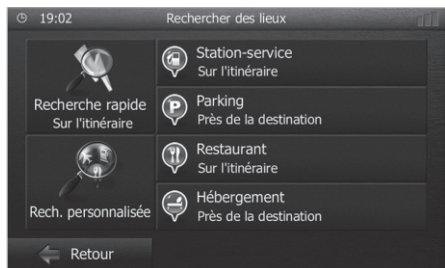 19:02 Rechercher des lieux
Recherche rapide
Sur l'itinéraire
Rech. personnalisée
Station-service
Sur l'itinéraire
P
Parking
Près de la destination
Restaurant
Sur l'itinéraire
Hébergement
Près de la destination
Retour